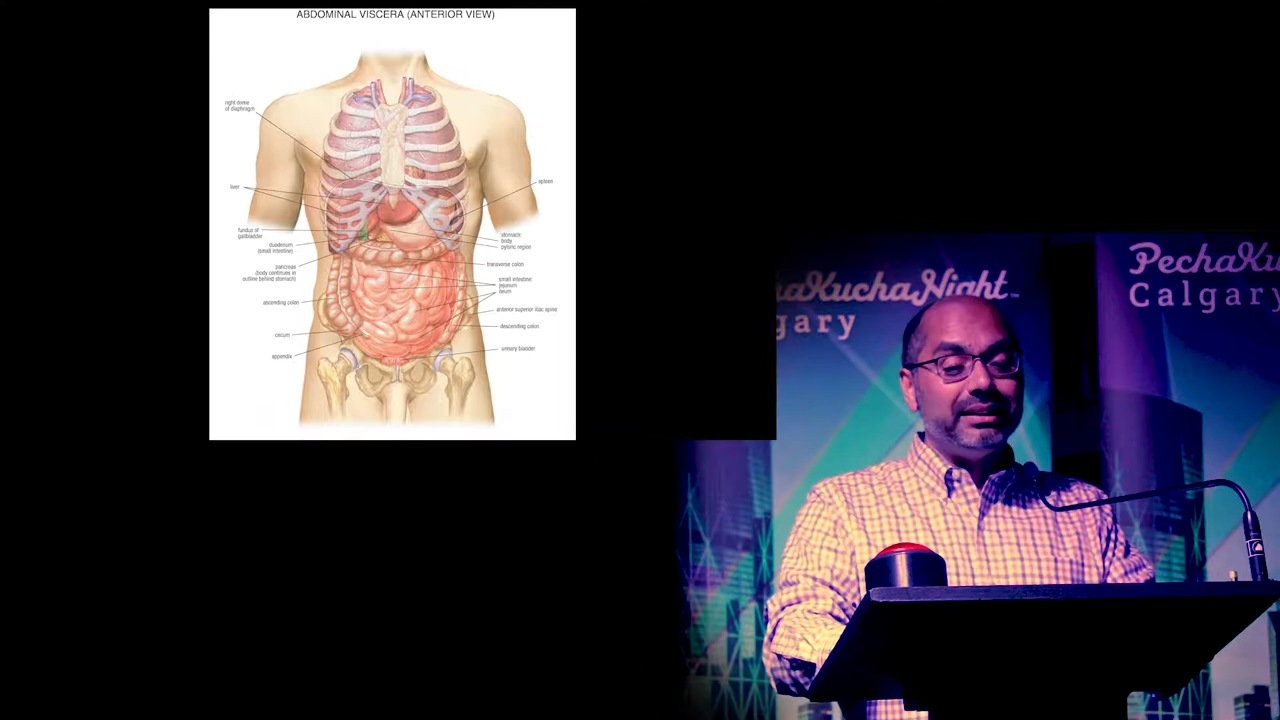 ABDOMINAL VISCERA (ANTERIOR VIEW)
right dome
of diaphragm
liver
spleen
fundus of
gallbladder
stomach:
body
pyloric region
duodenum
(small intestine)
transverse colon
pancreas
(body continues in
outline behind stomach)
small intestine:
jejunum
ileum
ascending colon
anterior superior iliac spine
descending colon
cecum
appendix
urinary bladder
aKuchaNight
gary
PechaKu
Calgary